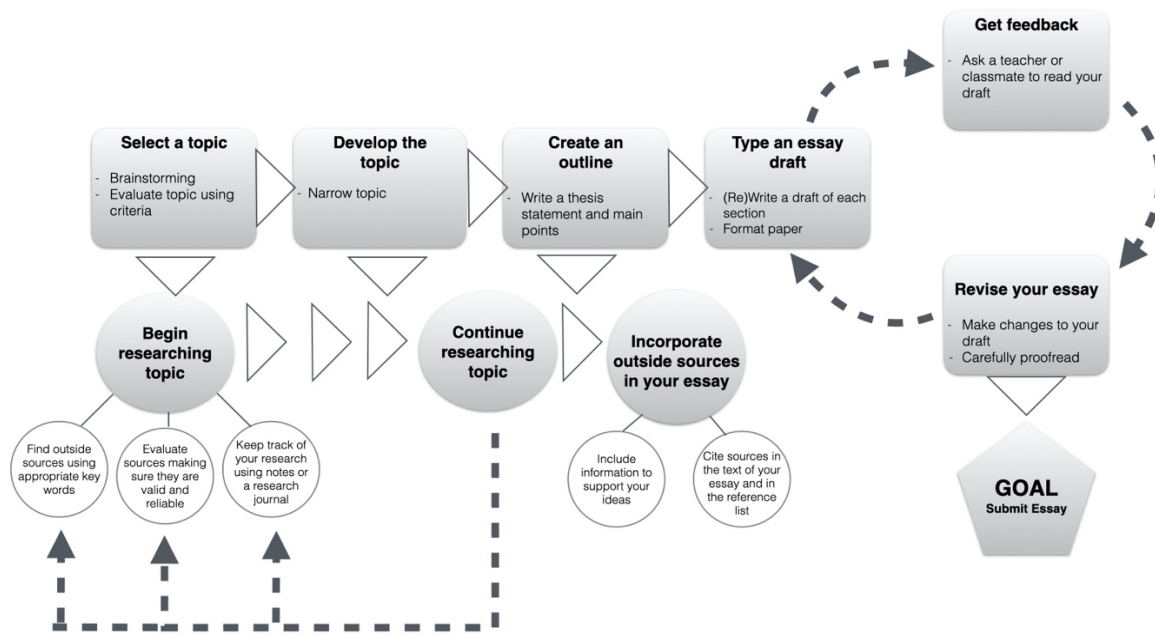 Select a topic
- Brainstorming
- Evaluate topic using
criteria
Develop the
topic
- Narrow topic
Create an
outline
- Write a thesis
statement and main
points
Type an essay
draft
- (Re)Write a draft of each
section
- Format paper
Get feedback
- Ask a teacher or
classmate to read your
draft
Revise your essay
- Make changes to your
draft
- Carefully proofread
GOAL
Submit Essay
Begin
researching
topic
Find outside
sources using
appropriate key
words
Evaluate
sources making
sure they are
valid and
reliable
Keep track of
your research
using notes or
a research
journal
Continue
researching
topic
Incorporate
outside sources
in your essay
Include
information to
support your
ideas
Cite sources in
the text of your
essay and in
the reference
list